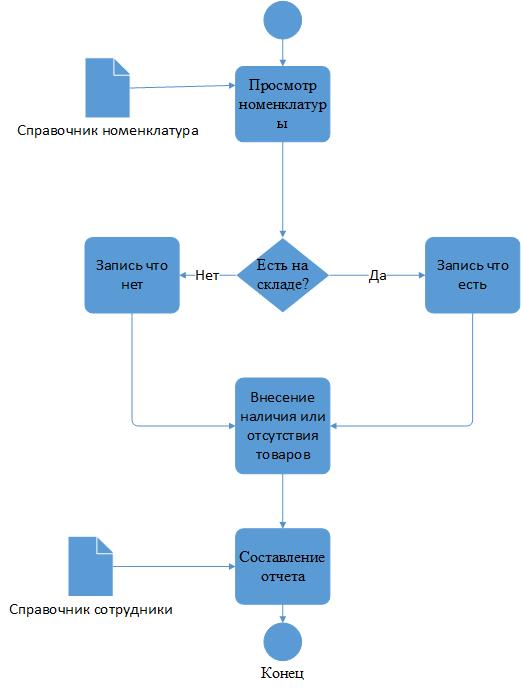 Просмотр
номенклатур
ы
Справочник номенклатура
Запись что
нет
Нет
Есть на
складе?
Да
Запись что
есть
Внесение
наличия или
отсутствия
товаров
Составление
отчета
Справочник сотрудники
Конец